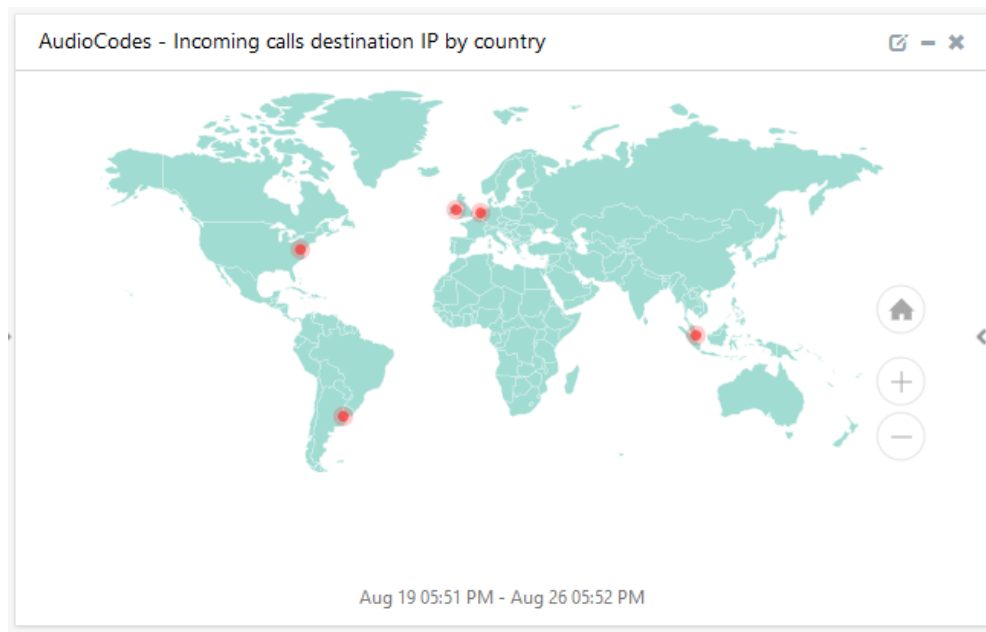 AudioCodes - Incoming calls destination IP by country
Aug 19 05:51 PM - Aug 26 05:52 PM